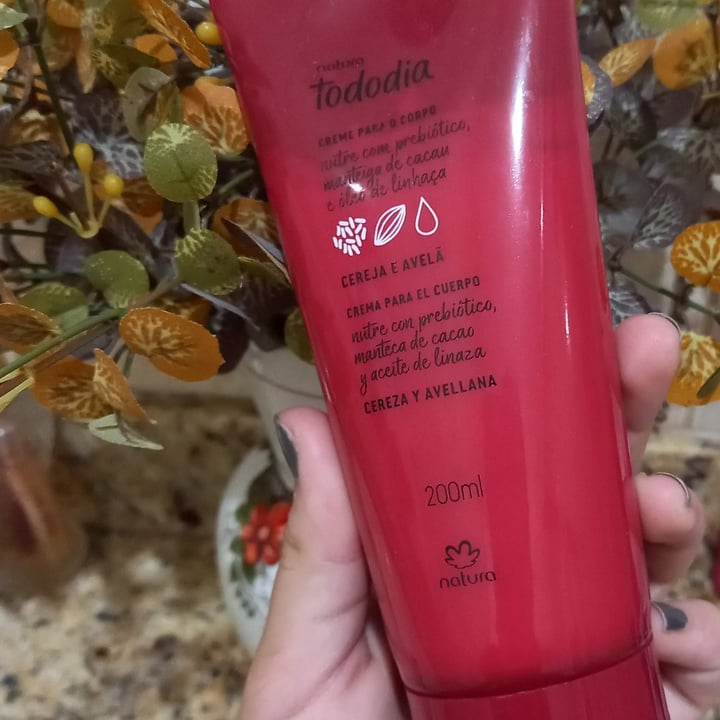 natura
tododia
CREME PARA O CORPO
nutre com prebiótico,
manteiga de cacau
e óleo de linhaça
CEREJA E AVELÃ
CREMA PARA EL CUERPO
nutre con prebiótico,
manteca de cacao
y aceite de linaza
CEREZA Y AVELLANA
200ml
natura